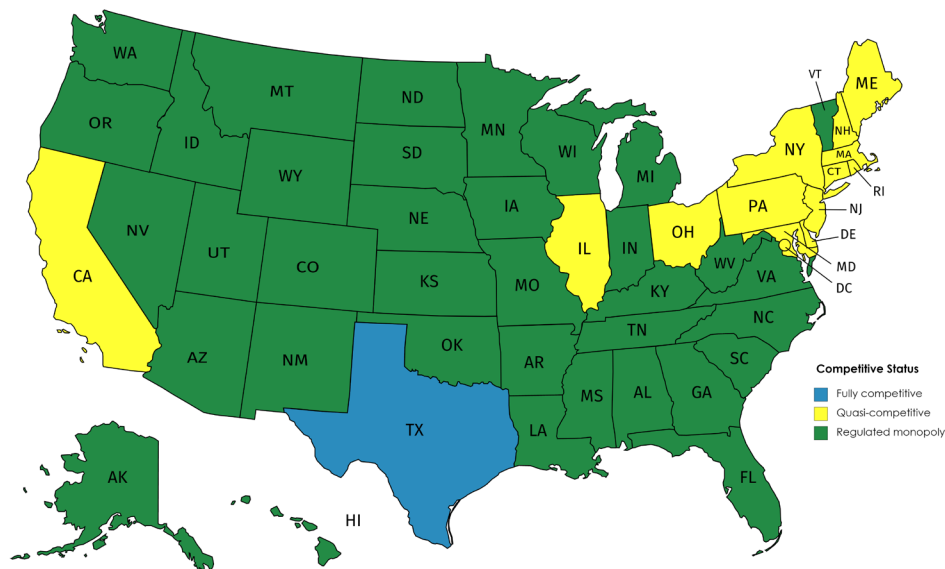 WA
MT
ND
MN
OR
ID
SD
WI
MI
WY
NE
IA
NV
UT
CO
KS
MO
IL
IN
OH
CA
AZ
NM
OK
AR
TX
LA
MS
AL
GA
TN
KY
WV
VA
NC
SC
FL
PA
NY
VT
ME
NH
MA
CT
RI
NJ
DE
MD
DC
AK
HI
Competitive Status
Fully competitive
Quasi-competitive
Regulated monopoly